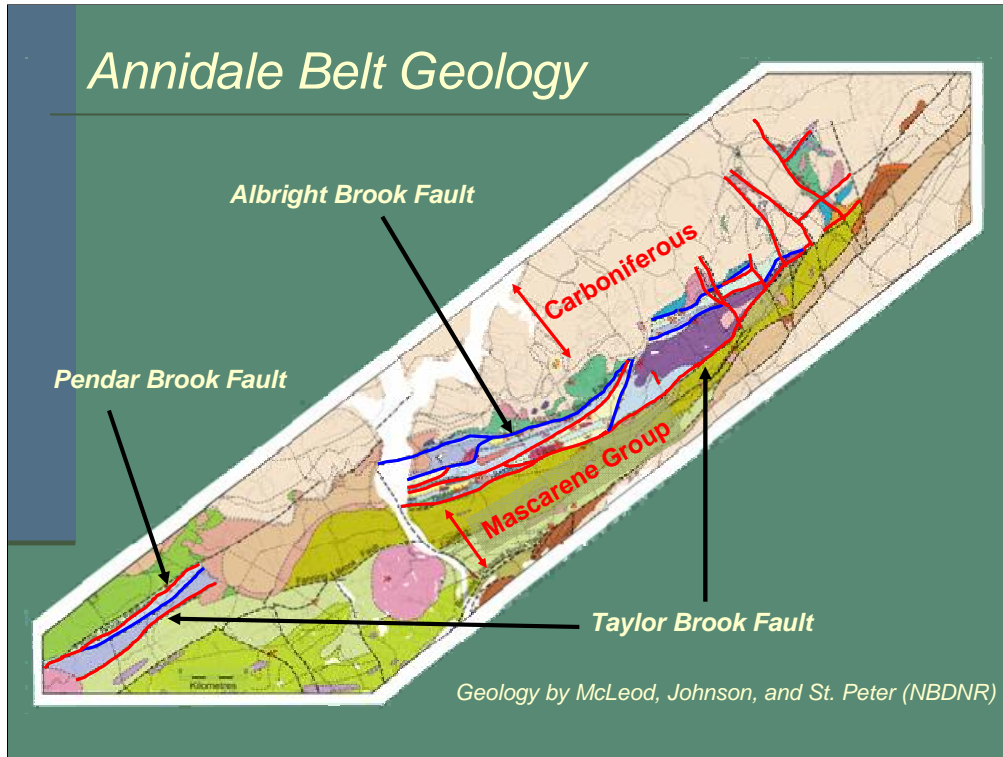 Annidale Belt Geology
Albright Brook Fault
Carboniferous
Pendar Brook Fault
Mascarene Group
Taylor Brook Fault
Kilometres
Geology by McLeod, Johnson, and St. Peter (NBDNR)